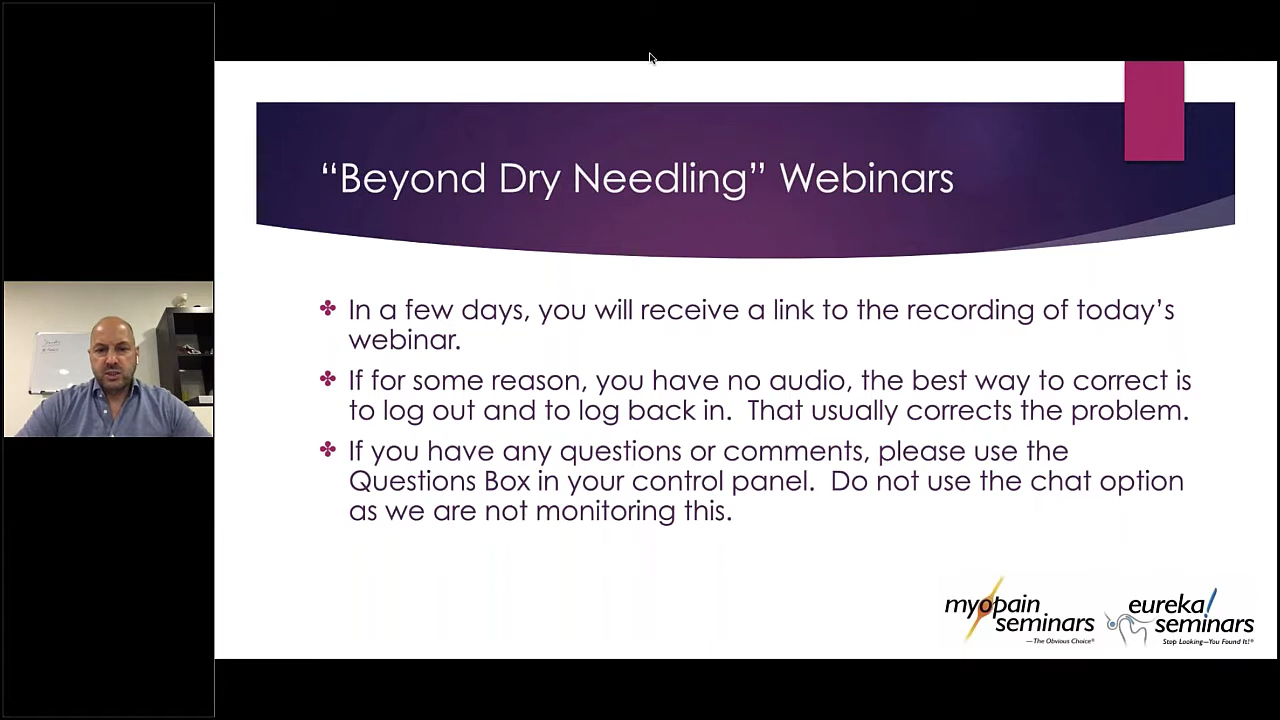 “Beyond Dry Needling” Webinars
In a few days, you will receive a link to the recording of today’s
webinar.
If for some reason, you have no audio, the best way to correct is
to log out and to log back in.  That usually corrects the problem.
If you have any questions or comments, please use the
Questions Box in your control panel.  Do not use the chat option
as we are not monitoring this.
myopain
seminars
—The Obvious Choice®
eureka!
seminars
Stop Looking—You Found It!®